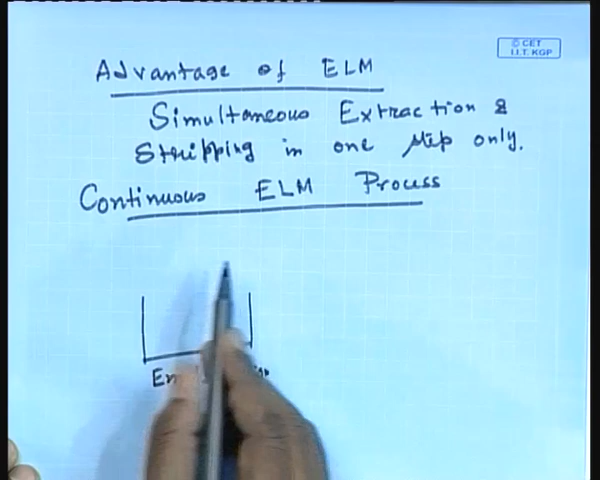 © CET
I.I.T. KGP
Advantage of ELM
Simultaneous Extraction &
Stripping in one step only.
Continuous ELM Process